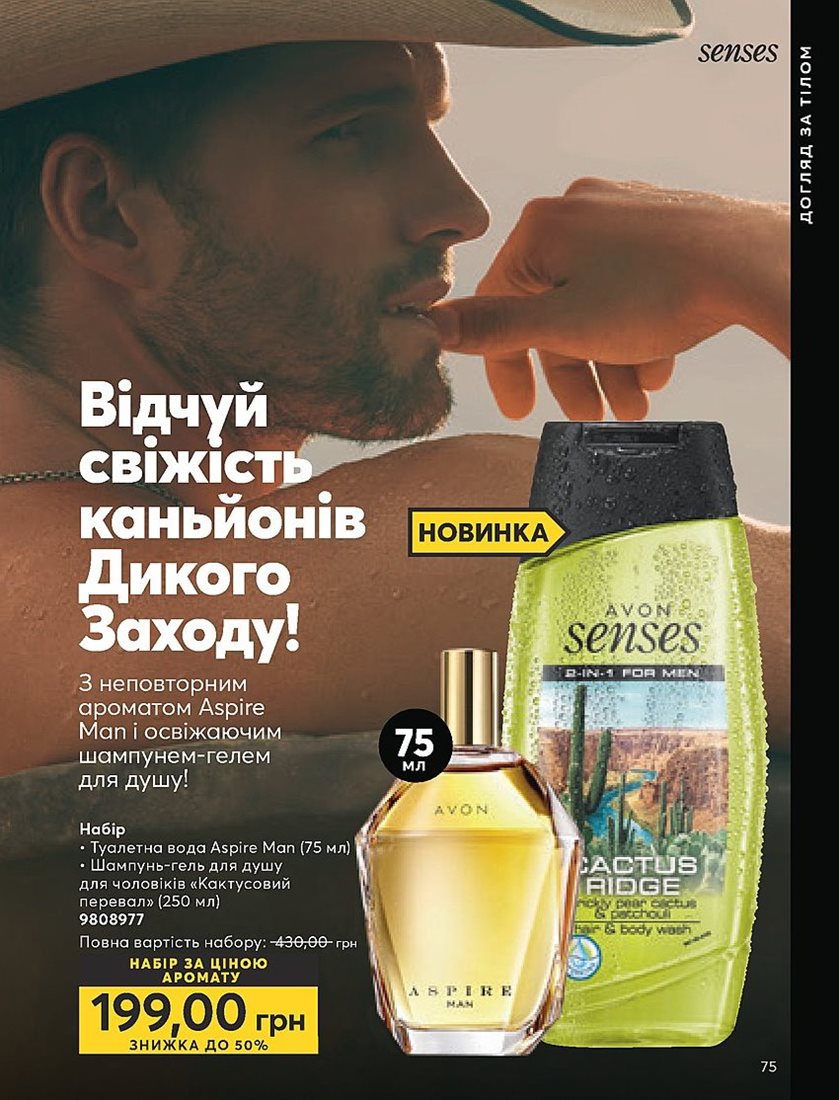 senses
ДОГЛЯД ЗА ТІЛОМ
Відчуй
свіжість
каньйонів
Дикого
Заходу!
З неповторним
ароматом Aspire
Man і освіжаючим
шампунем-гелем
для душу!
НОВИНКА
75
МЛ
Набір
• Туалетна вода Aspire Man (75 мл)
• Шампунь-гель для душу
для чоловіків «Кактусовий
перевал» (250 мл)
9808977
Повна вартість набору: 430,00 грн
НАБІР ЗА ЦІНОЮ
АРОМАТУ
199,00 грн
ЗНИЖКА ДО 50%
AVON
ASPIRE
MAN
AVON
senses
2-IN-1 FOR MEN
CACTUS
RIDGE
prickly pear cactus
& patchouli
hair & body wash
75